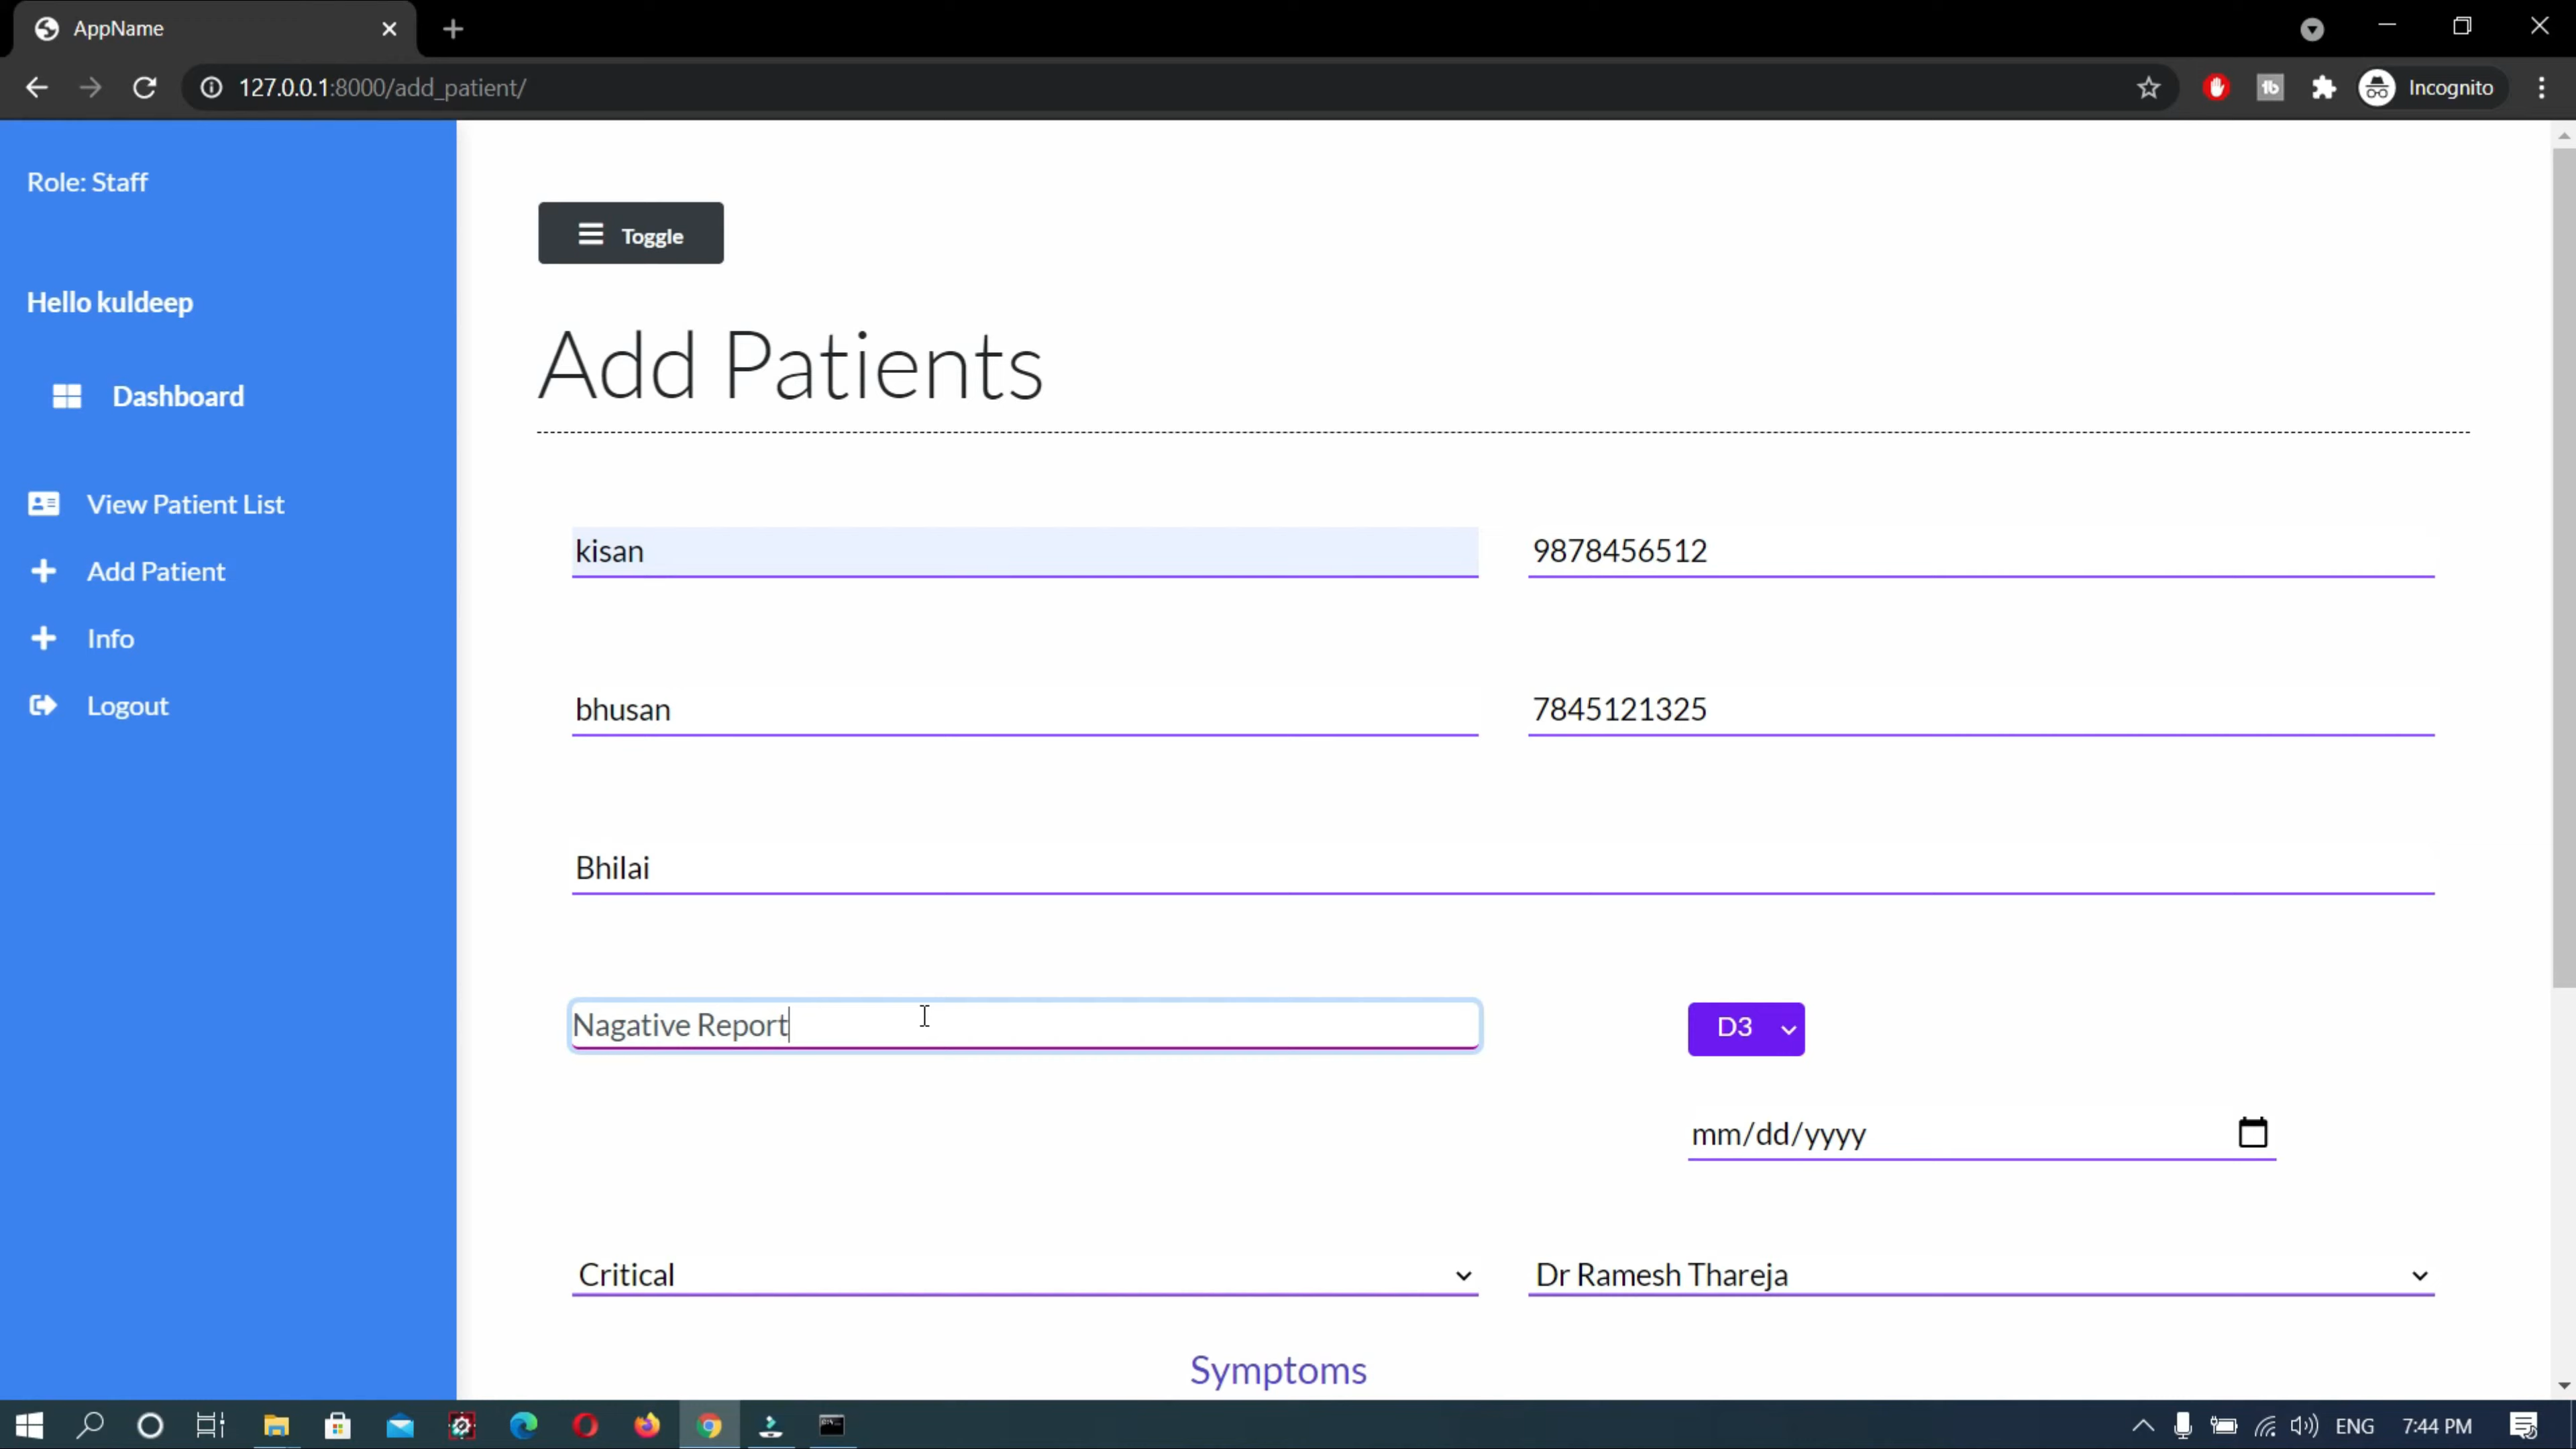 AppName
127.0.0.1:8000/add_patient/
Incognito
Role: Staff
Hello kuldeep
Dashboard
View Patient List
Add Patient
Info
Logout
Toggle
Add Patients
kisan
9878456512
bhusan
7845121325
Bhilai
Nagative Report
D3
mm/dd/yyyy
Critical
Dr Ramesh Thareja
Symptoms
ENG
7:44 PM